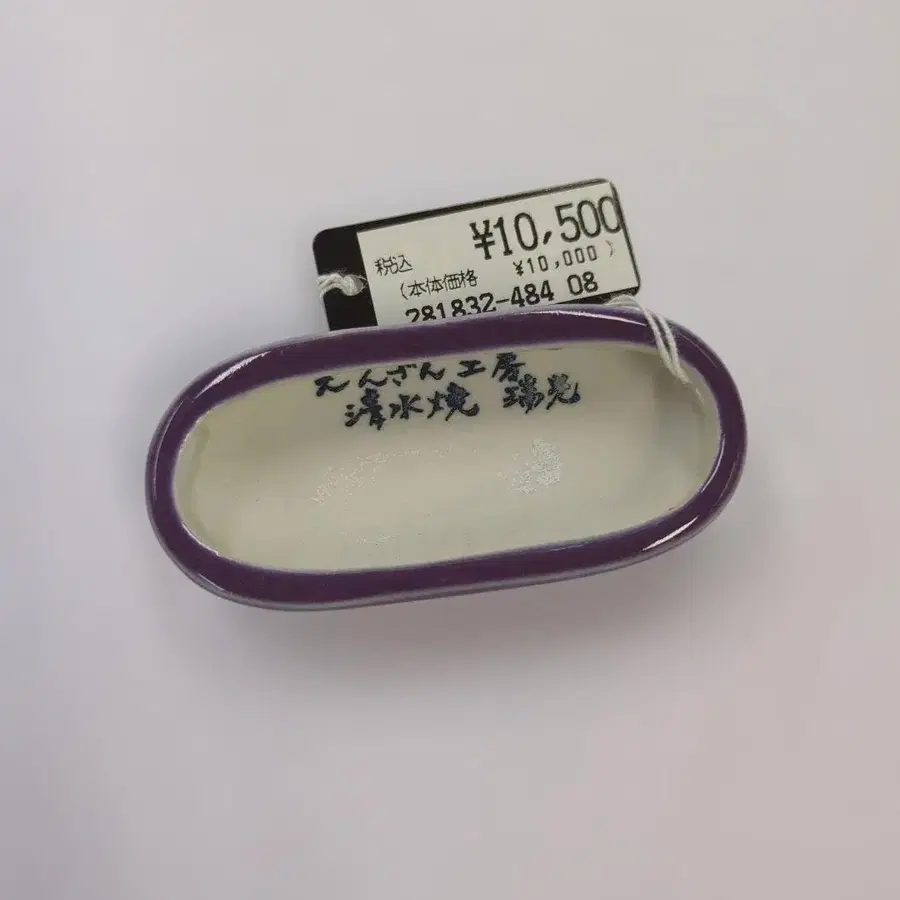 ¥10,500
税込
(本体価格 ¥10,000)
281832-484 08
えんざん工房
清水焼 瑞光